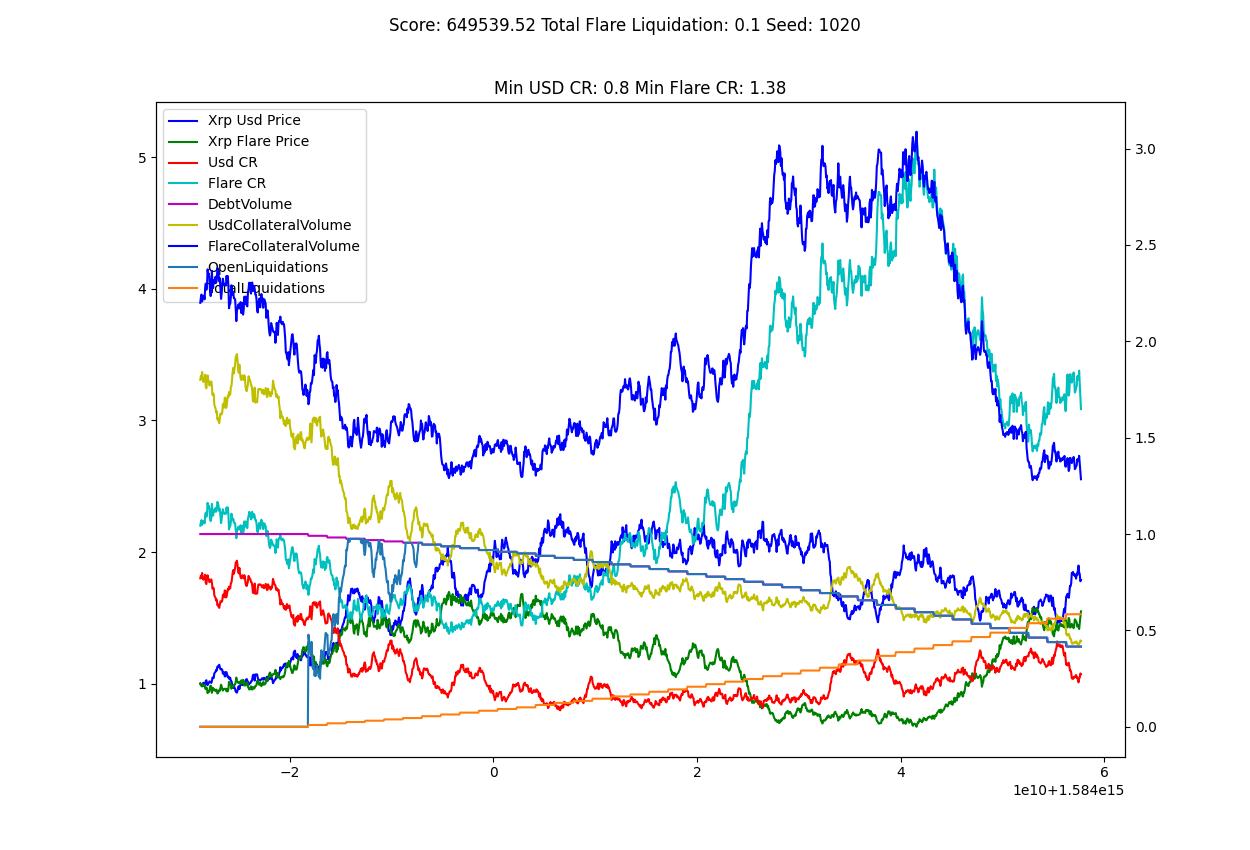 Score: 649539.52 Total Flare Liquidation: 0.1 Seed: 1020
Min USD CR: 0.8 Min Flare CR: 1.38
Xrp Usd Price
Xrp Flare Price
Usd CR
Flare CR
DebtVolume
UsdCollateralVolume
FlareCollateralVolume
OpenLiquidations
TotalLiquidations
5
4
3
2
1
3.0
2.5
2.0
1.5
1.0
0.5
0.0
−2 0 2 4 6
1e10+1.584e15